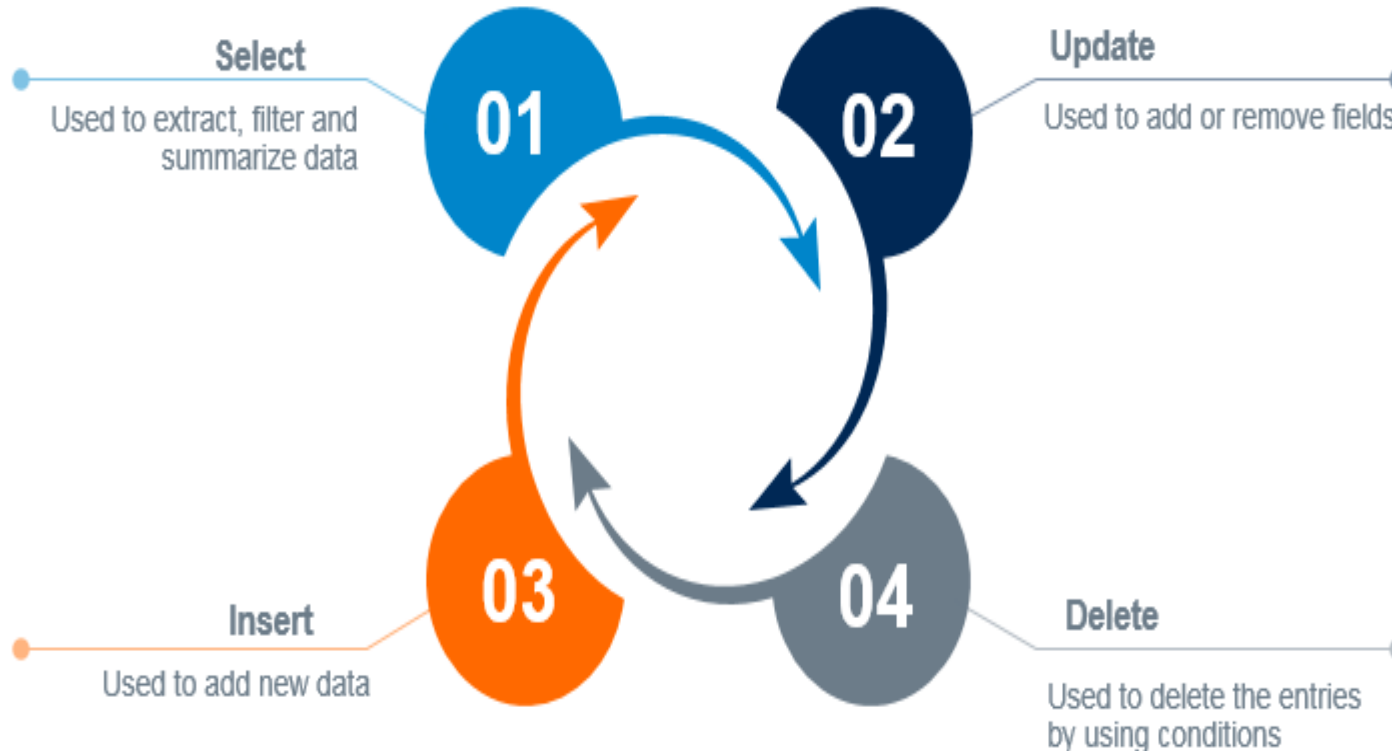 Select
Used to extract, filter and
summarize data
01
02
Update
Used to add or remove fields
03
Insert
Used to add new data
04
Delete
Used to delete the entries
by using conditions